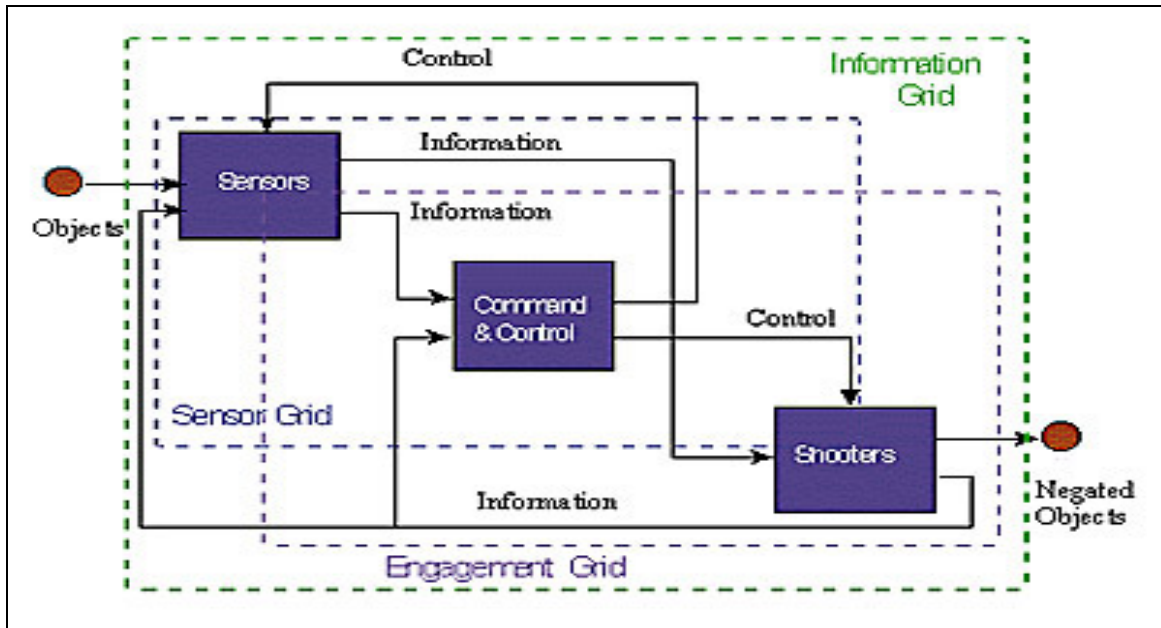 Control
Information
Grid
Information
Sensors
Objects
Information
Command
& Control
Control
Sensor Grid
Shooters
Information
Negated
Objects
Engagement Grid